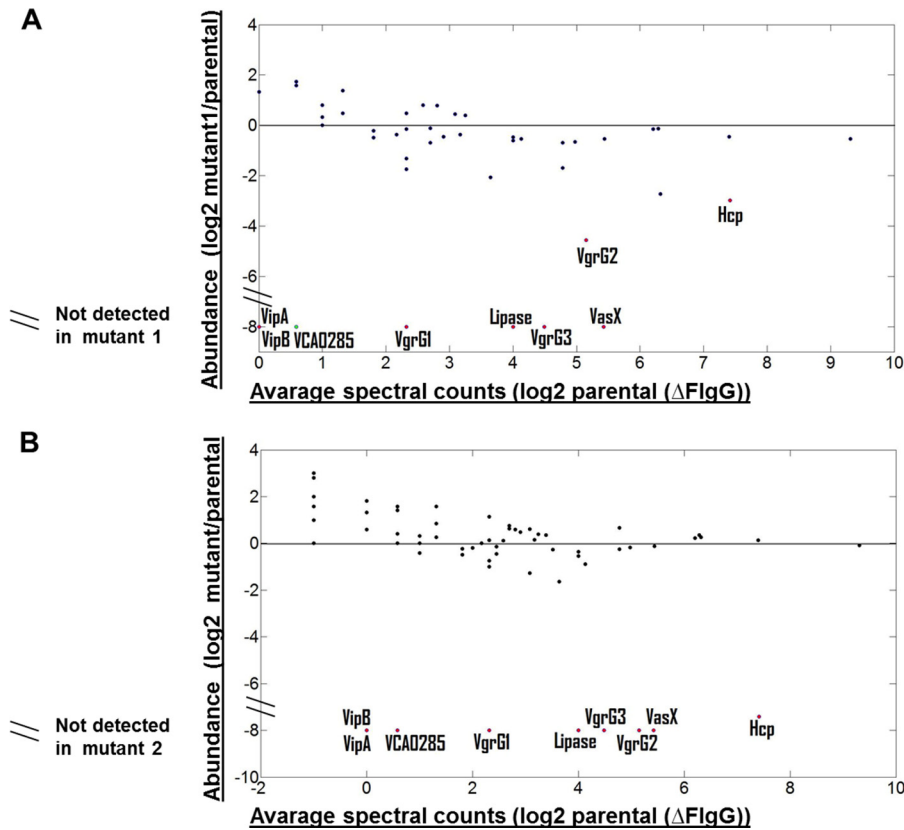 A
Abundance (log2 mutant1/parental)
4
2
0
-2
-4
-6
-8
Hcp
VgrG2
Not detected
in mutant 1
VipA
VipB
VCA0285
VgrG1
Lipase
VgrG3
VasX
0 1 2 3 4 5 6 7 8 9 10
Avarage spectral counts (log2 parental (ΔFlgG))
B
Abundance (log2 mutant/parental
4
2
0
-2
-4
-6
-8
-10
Not detected
in mutant 2
VipB
VipA
VCA0285
VgrG1
Lipase
VgrG3
VgrG2
VasX
Hcp
-2 0 2 4 6 8 10
Avarage spectral counts (log2 parental (ΔFlgG))